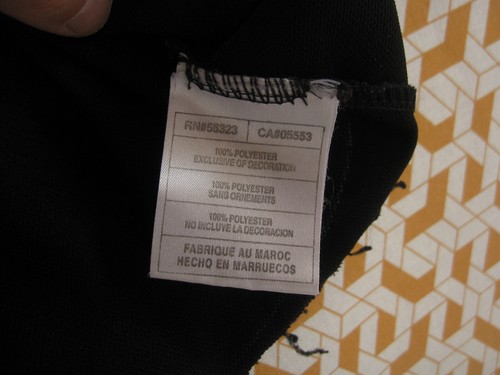 RN#56323 CA#05553
100% POLYESTER
EXCLUSIVE OF DECORATION
100% POLYESTER
SANS ORNEMENTS
100% POLYESTER
NO INCLUYE LA DECORACION
FABRIQUE AU MAROC
HECHO EN MARRUECOS